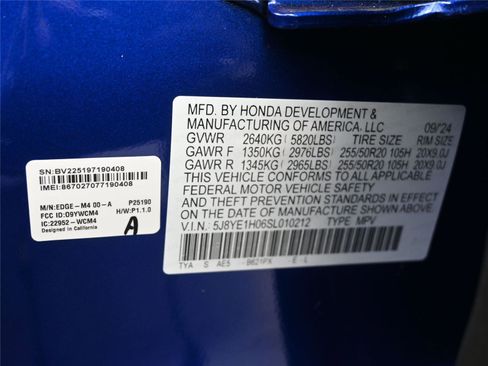 SN:BV225197190408
IMEI:867027077190408
M/N:EDGE-M4 00-A P25190
FCC ID:O9YWCM4 H/W:P1.1.0
IC:22952-WCM4
Designed in California
A
MFD. BY HONDA DEVELOPMENT &
MANUFACTURING OF AMERICA, LLC 09/24
GVWR 2640KG (5820LBS) TIRE SIZE RIM SIZE
GAWR F 1350KG (2976LBS) 255/50R20 105H 20X9.0J
GAWR R 1345KG (2965LBS) 255/50R20 105H 20X9.0J
THIS VEHICLE CONFORMS TO ALL APPLICABLE
FEDERAL MOTOR VEHICLE SAFETY
STANDARDS IN EFFECT ON THE DATE OF
MANUFACTURE SHOWN ABOVE.
V.I.N.: 5J8YE1H06SL010212 TYPE: MPV
TYA S AE5 - B621PX - E - L